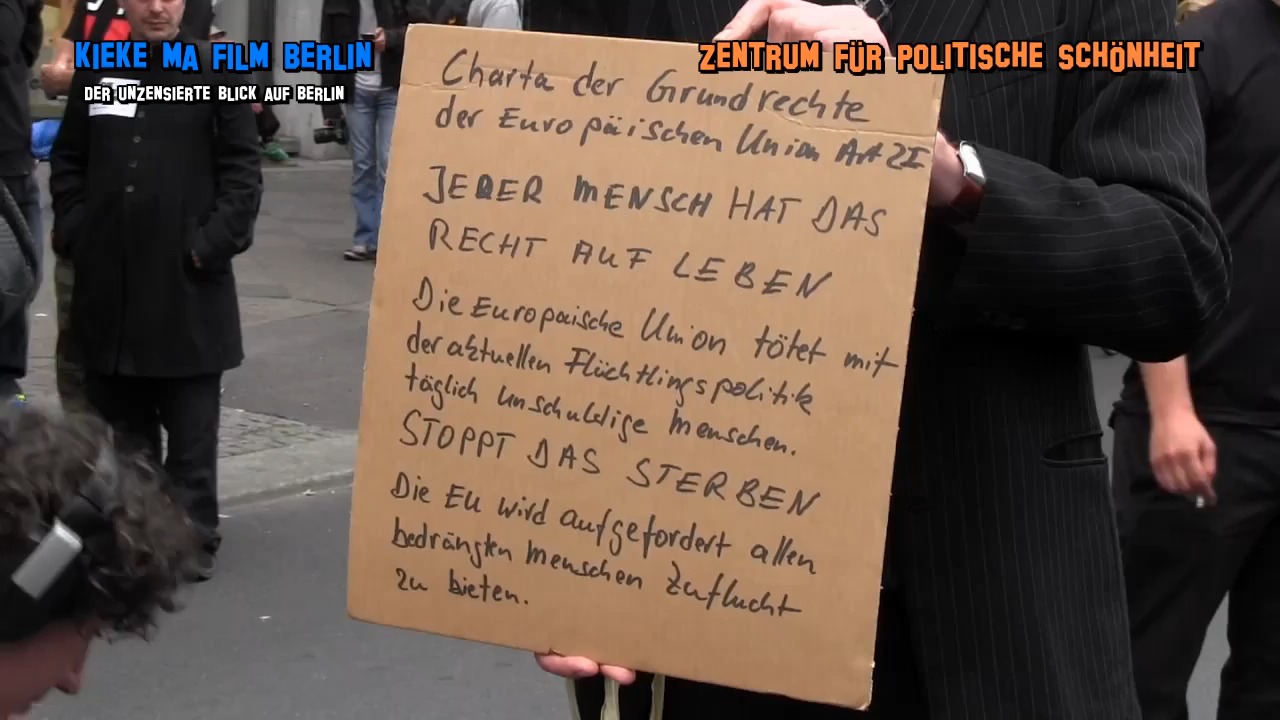 KIEKE MA FILM BERLIN
DER UNZENSIERTE BLICK AUF BERLIN
ZENTRUM FÜR POLITISCHE SCHÖNHEIT
Charta der Grundrechte
der Europäischen Union Art 2I
JEDER MENSCH HAT DAS
RECHT AUF LEBEN
Die Europäische Union tötet mit
der aktuellen Flüchtlingspolitik
täglich unschuldige Menschen.
STOPPT DAS STERBEN
Die EU wird aufgefordert allen
bedrängten Menschen Zuflucht
zu bieten.